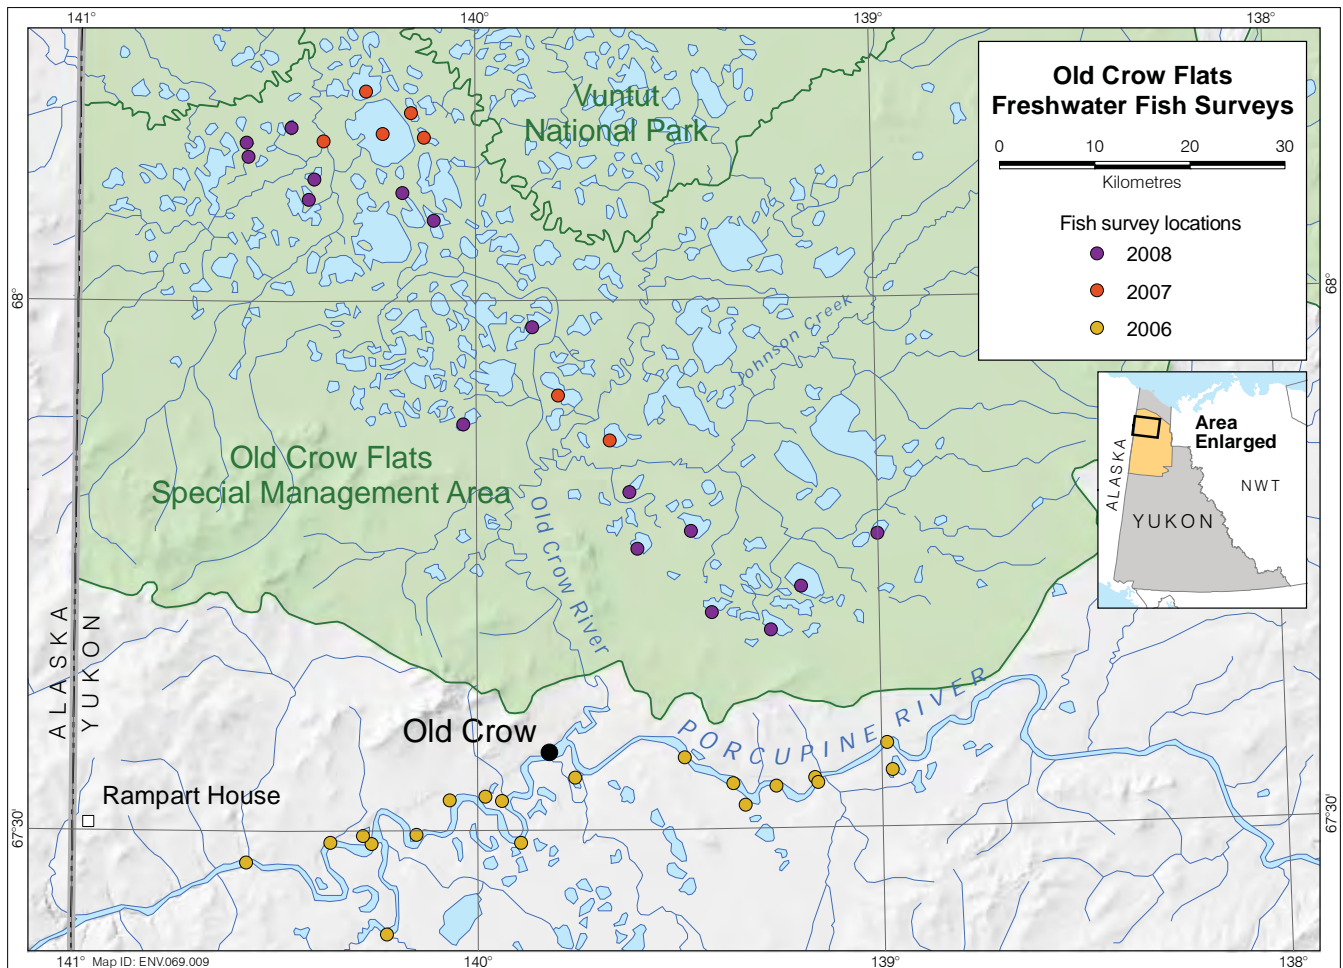 141°
140°
139°
138°
Old Crow Flats
Freshwater Fish Surveys
0
10
20
30
Kilometres
Fish survey locations
2008
2007
2006
Vuntut
National Park
68°
68°
Johnson Creek
Area
Enlarged
ALASKA
NWT
YUKON
Old Crow Flats
Special Management Area
Old Crow River
ALASKA
YUKON
PORCUPINE RIVER
Old Crow
Rampart House
67°30'
67°30'
141°
Map ID: ENV.069.009
140°
139°
138°